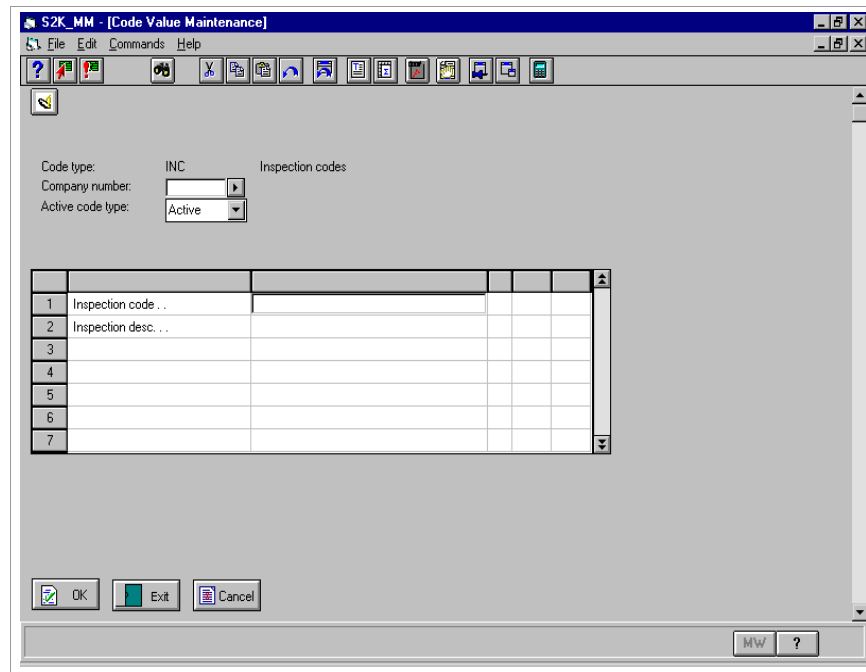 S2K_MM - [Code Value Maintenance]
File Edit Commands Help
Code type: INC Inspection codes
Company number:
Active code type: Active
1 Inspection code . .
2 Inspection desc. . .
3
4
5
6
7
OK Exit Cancel
MW ?